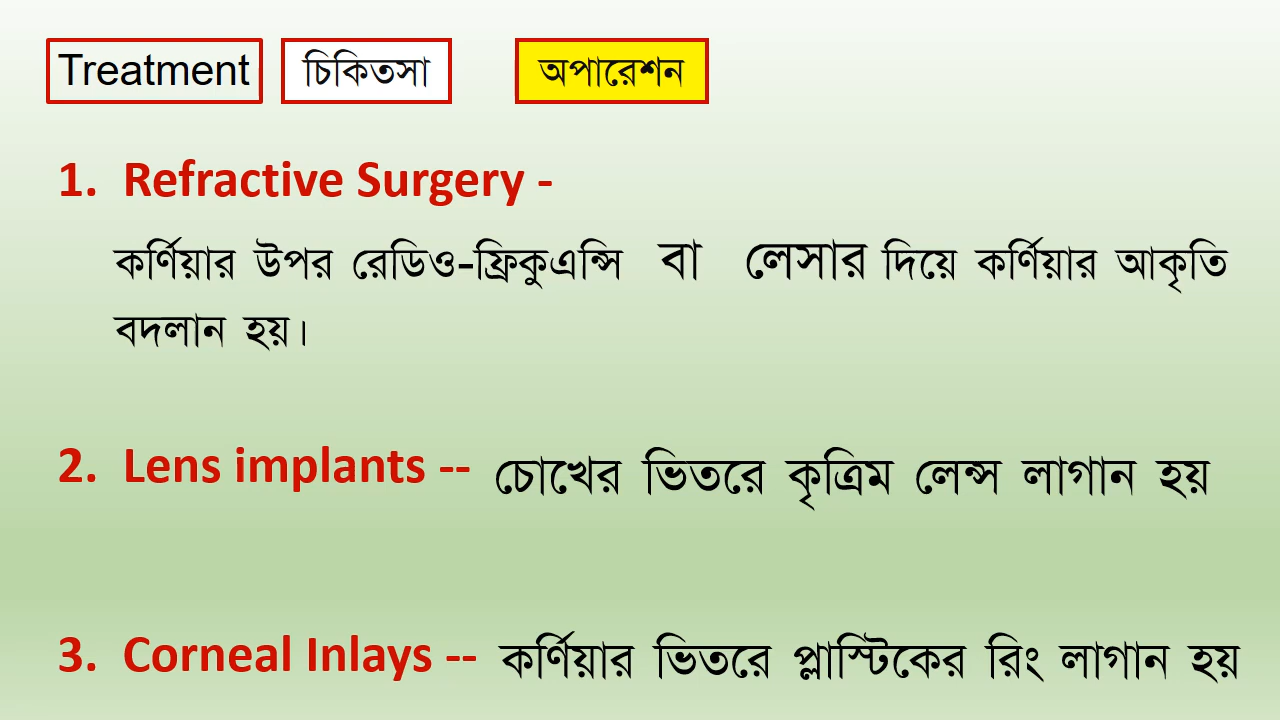 Treatment চিকিতসা অপারেশন
1. Refractive Surgery -
কর্ণিয়ার উপর রেডিও-ফ্রিকুএন্সি বা লেসার দিয়ে কর্ণিয়ার আকৃতি
বদলান হয়।
2. Lens implants -- চোখের ভিতরে কৃত্রিম লেন্স লাগান হয়
3. Corneal Inlays -- কর্ণিয়ার ভিতরে প্লাস্টিকের রিং লাগান হয়